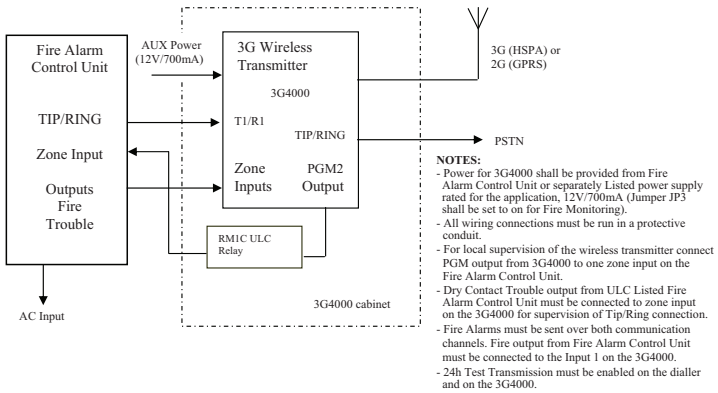 Fire Alarm
Control Unit
TIP/RING
Zone Input
Outputs
Fire
Trouble
AC Input
AUX Power
(12V/700mA)
3G Wireless
Transmitter
3G4000
T1/R1
TIP/RING
Zone
Inputs
PGM2
Output
RM1C ULC
Relay
3G4000 cabinet
3G (HSPA) or
2G (GPRS)
PSTN
NOTES:
- Power for 3G4000 shall be provided from Fire
Alarm Control Unit or separately Listed power supply
rated for the application, 12V/700mA (Jumper JP3
shall be set to on for Fire Monitoring).
- All wiring connections must be run in a protective
conduit.
- For local supervision of the wireless transmitter connect
PGM output from 3G4000 to one zone input on the
Fire Alarm Control Unit.
- Dry Contact Trouble output from ULC Listed Fire
Alarm Control Unit must be connected to zone input
on the 3G4000 for supervision of Tip/Ring connection.
- Fire Alarms must be sent over both communication
channels. Fire output from Fire Alarm Control Unit
must be connected to the Input 1 on the 3G4000.
- 24h Test Transmission must be enabled on the dialler
and on the 3G4000.